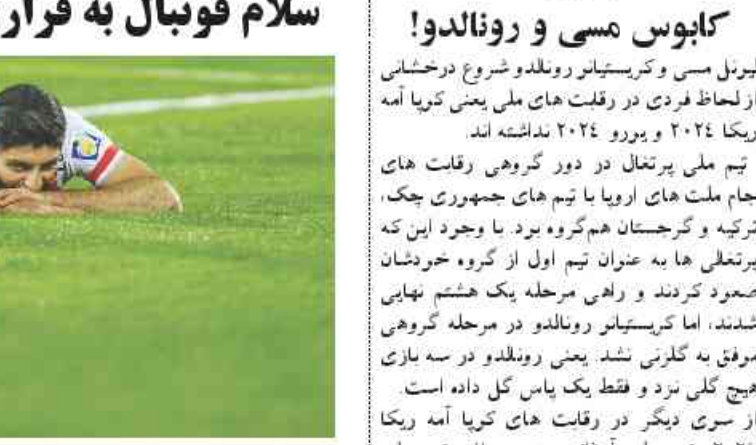 کابوس مسی و رونالدو!
لیونل مسی و کریستیانو رونالدو شروع درخشانی
از لحاظ فردی در رقابت های ملی یعنی کوپا آمه
ریکا ۲۰۲۴ و یورو ۲۰۲۴ نداشته اند.
تیم ملی پرتغال در دور گروهی رقابت های
جام ملت های اروپا با تیم های جمهوری چک،
ترکیه و گرجستان هم‌گروه بود. با وجود این که
پرتغالی ها به عنوان تیم اول از گروه خودشان
صعود کردند و راهی مرحله یک هشتم نهایی
شدند، اما کریستیانو رونالدو در مرحله گروهی
موفق به گلزنی نشد. یعنی رونالدو در سه بازی
هیچ گلی نزد و فقط یک پاس گل داده است.
از سوی دیگر در رقابت های کوپا آمه ریکا
سلام فوتبال به فرار